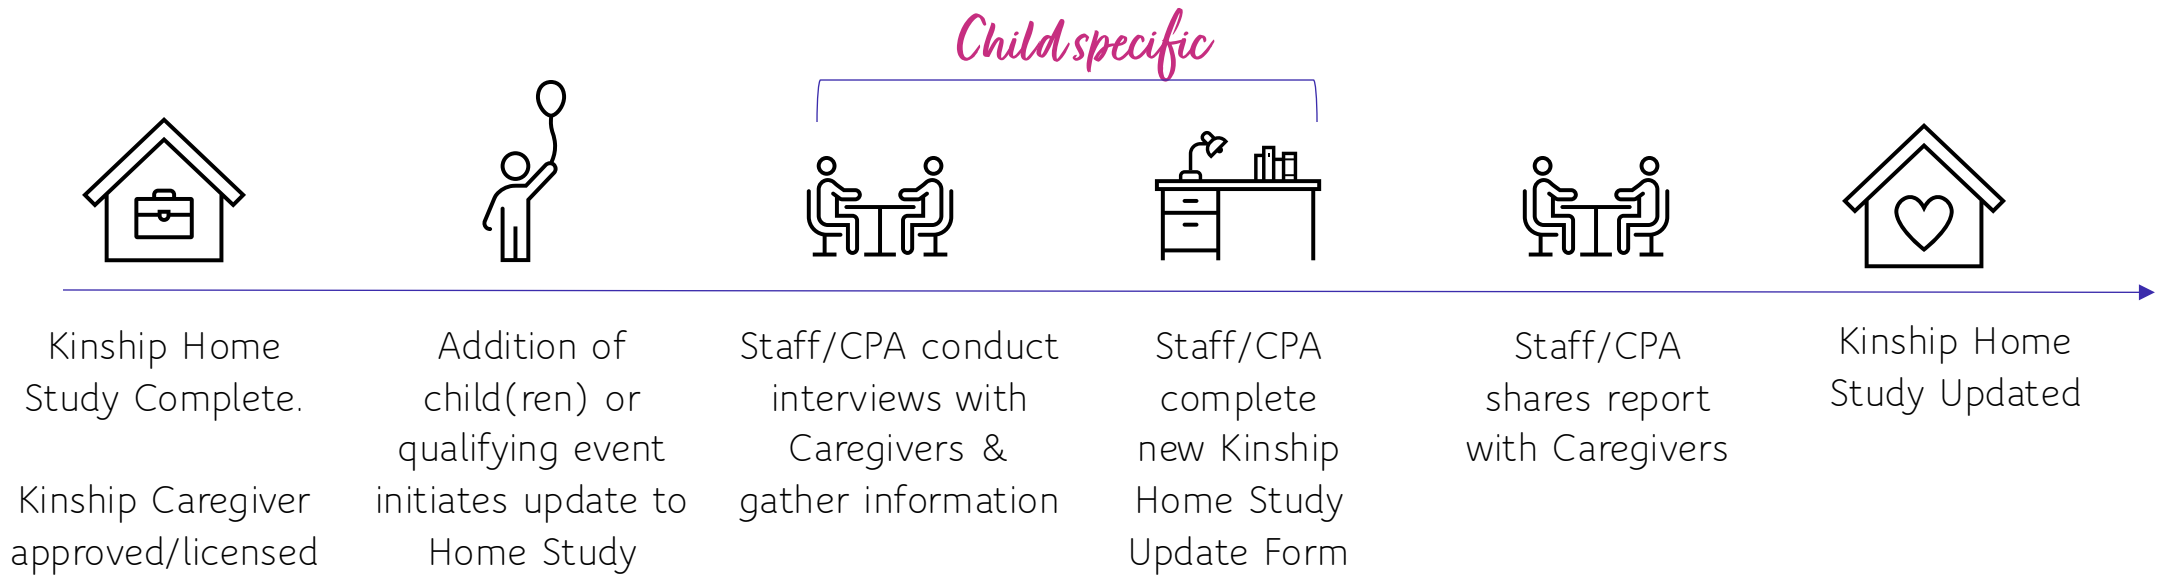 Child specific
Kinship Home
Study Complete.
Kinship Caregiver
approved/licensed
Addition of
child(ren) or
qualifying event
initiates update to
Home Study
Staff/CPA conduct
interviews with
Caregivers &
gather information
Staff/CPA
complete
new Kinship
Home Study
Update Form
Staff/CPA
shares report
with Caregivers
Kinship Home
Study Updated